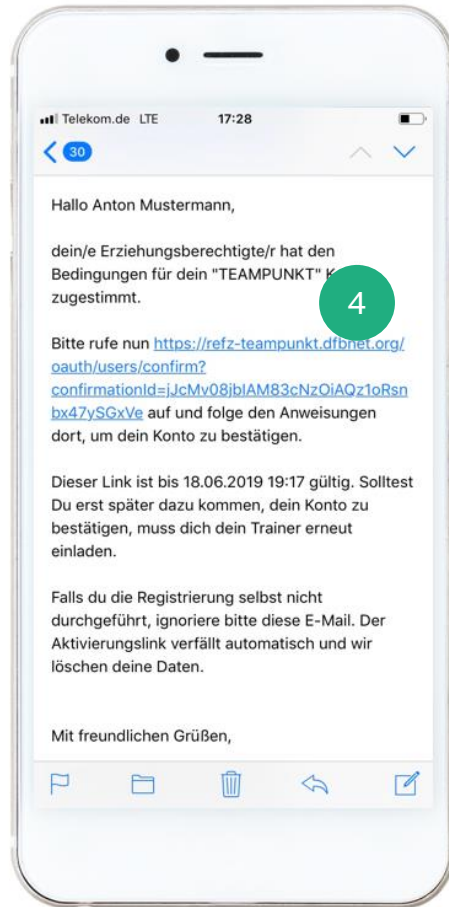 Telekom.de LTE 17:28
30
Hallo Anton Mustermann,
dein/e Erziehungsberechtigte/r hat den
Bedingungen für dein "TEAMPUNKT"
zugestimmt.
4
Bitte rufe nun https://refz-teampunkt.dfbnet.org/
oauth/users/confirm?
confirmationId=jJcMv08jbIAM83cNzOiAQz1oRsn
bx47ySGxVe auf und folge den Anweisungen
dort, um dein Konto zu bestätigen.
Dieser Link ist bis 18.06.2019 19:17 gültig. Solltest
Du erst später dazu kommen, dein Konto zu
bestätigen, muss dich dein Trainer erneut
einladen.
Falls du die Registrierung selbst nicht
durchgeführt, ignoriere bitte diese E-Mail. Der
Aktivierungslink verfällt automatisch und wir
löschen deine Daten.
Mit freundlichen Grüßen,